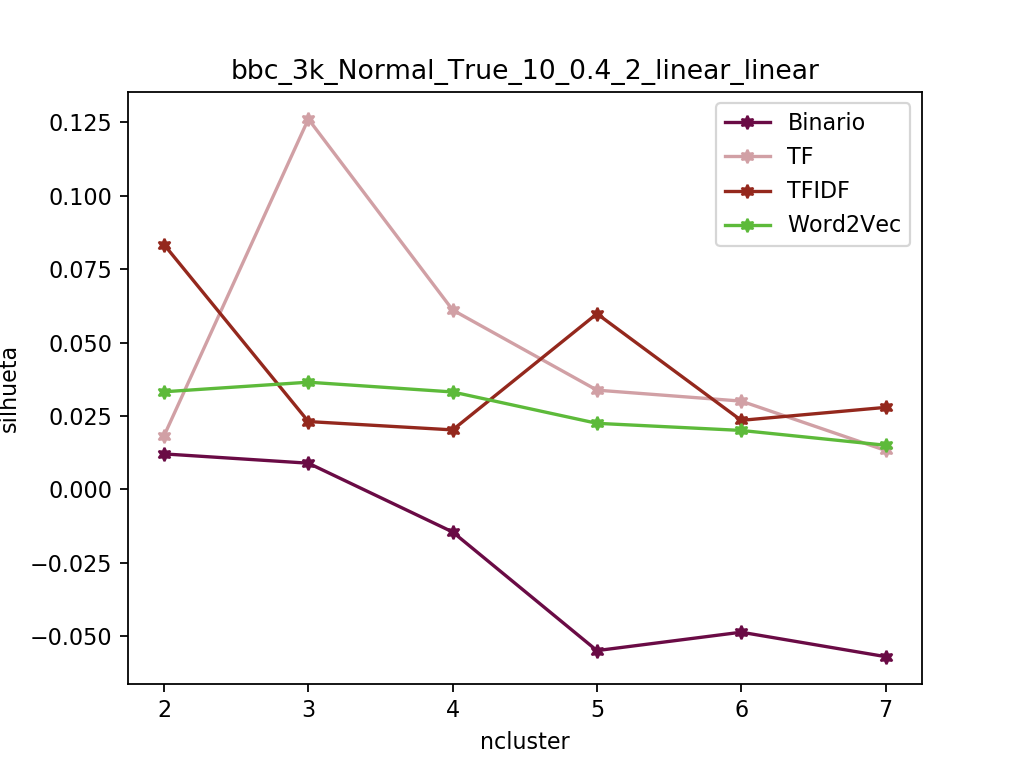 bbc_3k_Normal_True_10_0.4_2_linear_linear
0.125
0.100
0.075
0.050
0.025
0.000
−0.025
−0.050
silhueta
Binario
TF
TFIDF
Word2Vec
2 3 4 5 6 7
ncluster